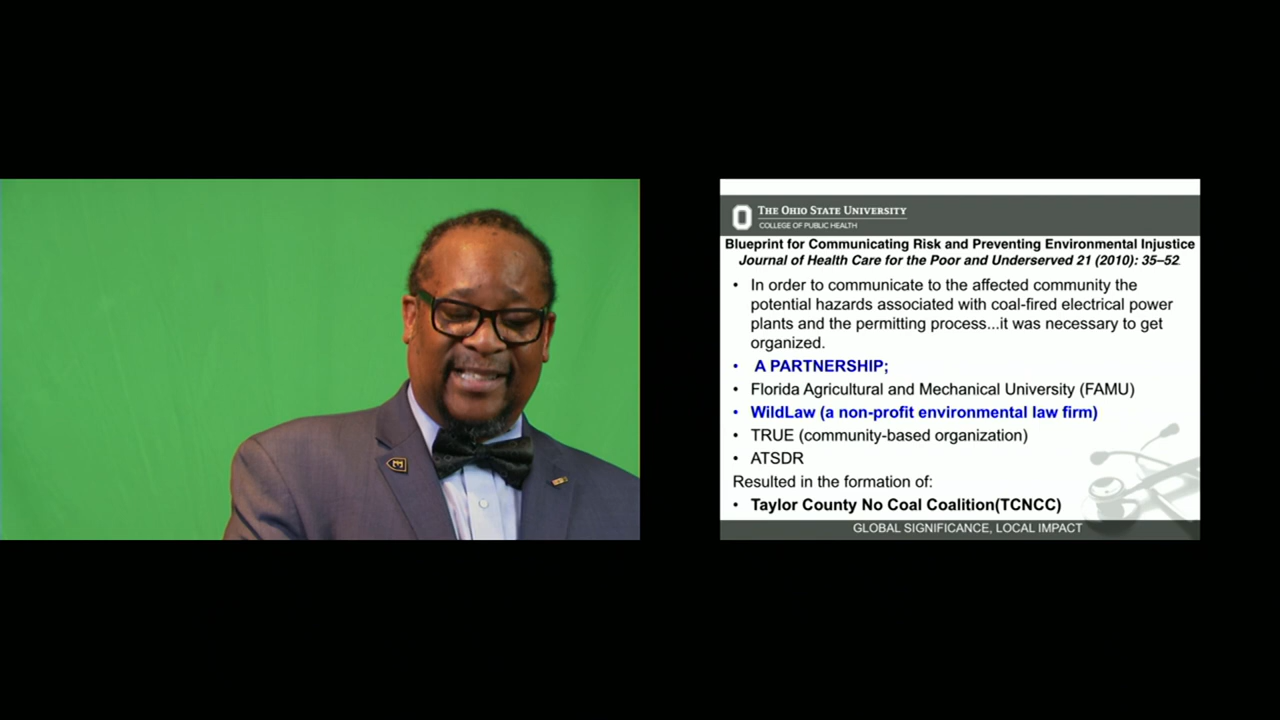 THE OHIO STATE UNIVERSITY
COLLEGE OF PUBLIC HEALTH
Blueprint for Communicating Risk and Preventing Environmental Injustice
Journal of Health Care for the Poor and Underserved 21 (2010): 35–52
• In order to communicate to the affected community the
potential hazards associated with coal-fired electrical power
plants and the permitting process...it was necessary to get
organized.
• A PARTNERSHIP;
• Florida Agricultural and Mechanical University (FAMU)
• WildLaw (a non-profit environmental law firm)
• TRUE (community-based organization)
• ATSDR
Resulted in the formation of:
• Taylor County No Coal Coalition(TCNCC)
GLOBAL SIGNIFICANCE, LOCAL IMPACT